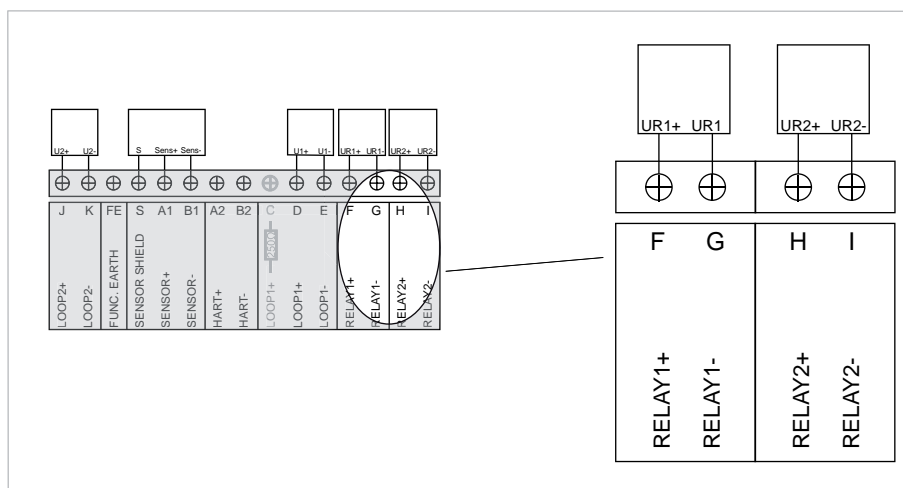 UR1+ UR1
UR2+ UR2-
U2+ U2-
S Sens+ Sens-
U1+ U1-
UR1+ UR1-
UR2+ UR2-
J K FE S A1 B1 A2 B2 C D E F G H I
250Ω
LOOP2+
LOOP2-
FUNC. EARTH
SENSOR SHIELD
SENSOR+
SENSOR-
HART+
HART-
LOOP1+
LOOP1+
LOOP1-
RELAY1+
RELAY1-
RELAY2+
RELAY2-
F G H I
RELAY1+
RELAY1-
RELAY2+
RELAY2-